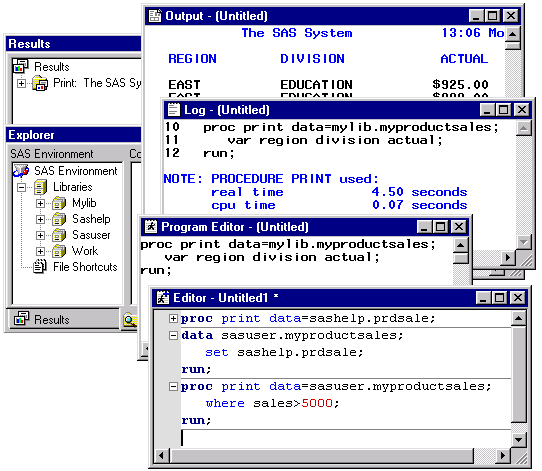 Results
Results
Print: The SAS Sy
Explorer
SAS Environment Co
SAS Environment
Libraries
Mylib
Sashelp
Sasuser
Work
File Shortcuts
Results
Output - (Untitled)
The SAS System 13:06 Mo
REGION DIVISION ACTUAL
EAST EDUCATION $925.00
Log - (Untitled)
10 proc print data=mylib.myproductsales;
11 var region division actual;
12 run;
NOTE: PROCEDURE PRINT used:
real time 4.50 seconds
cpu time 0.07 seconds
Program Editor - (Untitled)
proc print data=mylib.myproductsales;
var region division actual;
run;
Editor - Untitled1 *
proc print data=sashelp.prdsale;
data sasuser.myproductsales;
set sashelp.prdsale;
run;
proc print data=sasuser.myproductsales;
where sales>5000;
run;